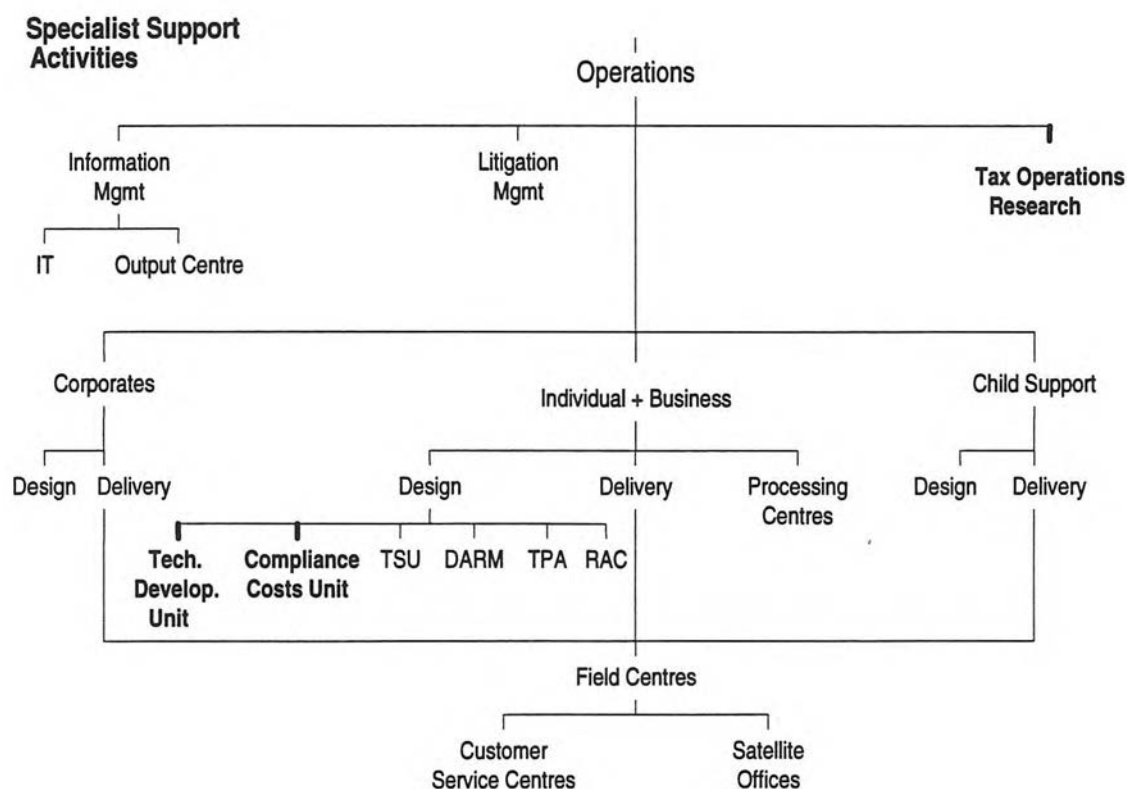 Specialist Support
Activities
Operations
Information
Mgmt
Litigation
Mgmt
Tax Operations
Research
IT
Output Centre
Corporates
Individual + Business
Child Support
Design
Delivery
Design
Delivery
Processing
Centres
Design
Delivery
Tech.
Develop.
Unit
Compliance
Costs Unit
TSU
DARM
TPA
RAC
Field Centres
Customer
Service Centres
Satellite
Offices